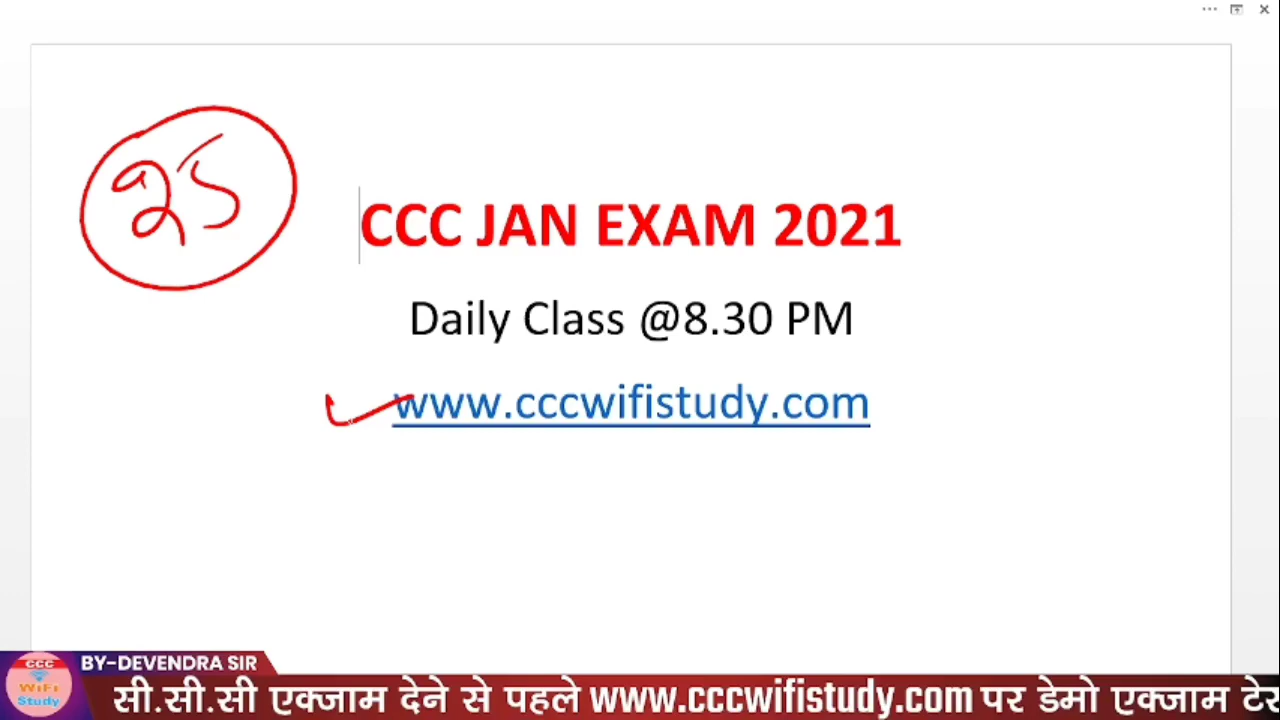 25
CCC JAN EXAM 2021
Daily Class @8.30 PM
www.cccwifistudy.com
BY-DEVENDRA SIR
CCC
WiFi
Study
सी.सी.सी एक्जाम देने से पहले www.cccwifistudy.com पर डेमो एक्जाम